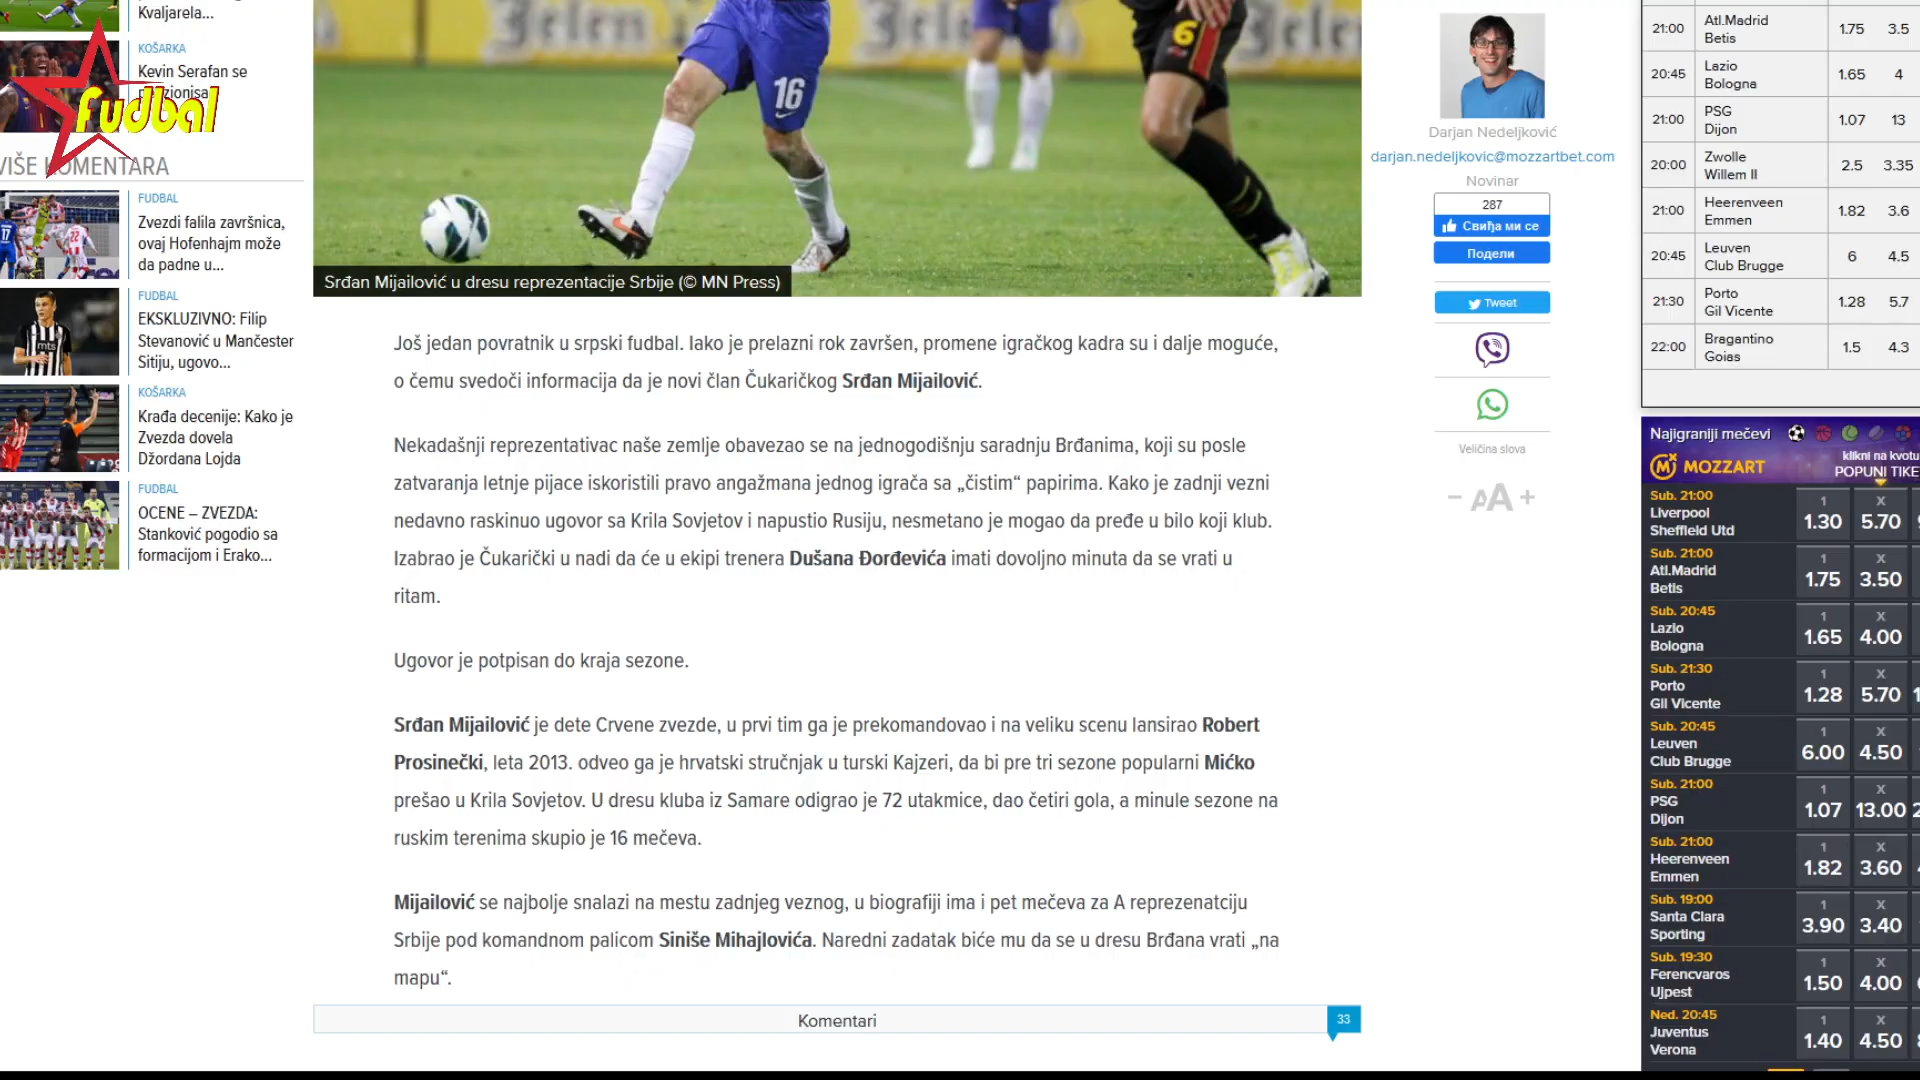 Kvaljarela...
KOŠARKA
Kevin Serafan se
fudbal
VIŠE KOMENTARA
FUDBAL
Zvezdi falila završnica,
ovaj Hofenhajm može
da padne u...
FUDBAL
EKSKLUZIVNO: Filip
Stevanović u Mančester
Sitiju, ugovo...
KOŠARKA
Krađa decenije: Kako je
Zvezda dovela
Džordana Lojda
FUDBAL
OCENE – ZVEZDA:
Stanković pogodio sa
formacijom i Erako...
Jelen
16
6
17
22
mts
Srđan Mijailović u dresu reprezentacije Srbije (© MN Press)
Još jedan povratnik u srpski fudbal. Iako je prelazni rok završen, promene igračkog kadra su i dalje moguće,
o čemu svedoči informacija da je novi član Čukaričkog Srđan Mijailović.
Nekadašnji reprezentativac naše zemlje obavezao se na jednogodišnju saradnju Brđanima, koji su posle
zatvaranja letnje pijace iskoristili pravo angažmana jednog igrača sa „čistim“ papirima. Kako je zadnji vezni
nedavno raskinuo ugovor sa Krila Sovjetov i napustio Rusiju, nesmetano je mogao da pređe u bilo koji klub.
Izabrao je Čukarički u nadi da će u ekipi trenera Dušana Đorđevića imati dovoljno minuta da se vrati u
ritam.
Ugovor je potpisan do kraja sezone.
Srđan Mijailović je dete Crvene zvezde, u prvi tim ga je prekomandovao i na veliku scenu lansirao Robert
Prosinečki, leta 2013. odveo ga je hrvatski stručnjak u turski Kajzeri, da bi pre tri sezone popularni Mićko
prešao u Krila Sovjetov. U dresu kluba iz Samare odigrao je 72 utakmice, dao četiri gola, a minule sezone na
ruskim terenima skupio je 16 mečeva.
Mijailović se najbolje snalazi na mestu zadnjeg veznog, u biografiji ima i pet mečeva za A reprezenatciju
Srbije pod komandnom palicom Siniše Mihajlovića. Naredni zadatak biće mu da se u dresu Brđana vrati „na
mapu“.
Komentari
33
Darjan Nedeljković
darjan.nedeljkovic@mozzartbet.com
Novinar
287
Свиђа ми се
Подели
Tweet
Veličina slova
− AA +
21:00 Atl.Madrid Betis 1.75 3.5
20:45 Lazio Bologna 1.65 4
21:00 PSG Dijon 1.07 13
20:00 Zwolle Willem II 2.5 3.35
21:00 Heerenveen Emmen 1.82 3.6
20:45 Leuven Club Brugge 6 4.5
21:30 Porto Gil Vicente 1.28 5.7
22:00 Bragantino Goias 1.5 4.3
Najigraniji mečevi
MOZZART
klikni na kvotu
POPUNI TIKE
Sub. 21:00
Liverpool
Sheffield Utd
1 X
1.30 5.70
Sub. 21:00
Atl.Madrid
Betis
1 X
1.75 3.50
Sub. 20:45
Lazio
Bologna
1 X
1.65 4.00
Sub. 21:30
Porto
Gil Vicente
1 X
1.28 5.70
Sub. 20:45
Leuven
Club Brugge
1 X
6.00 4.50
Sub. 21:00
PSG
Dijon
1 X
1.07 13.00
Sub. 21:00
Heerenveen
Emmen
1 X
1.82 3.60
Sub. 19:00
Santa Clara
Sporting
1 X
3.90 3.40
Sub. 19:30
Ferencvaros
Ujpest
1 X
1.50 4.00
Ned. 20:45
Juventus
Verona
1 X
1.40 4.50